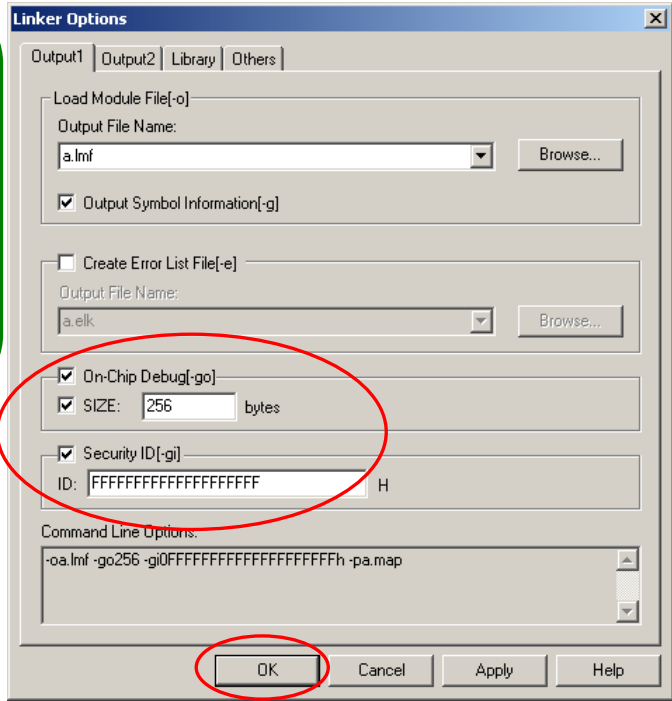 Linker Options
Output1 Output2 Library Others
Load Module File[-o]
Output File Name:
a.lmf Browse...
Output Symbol Information[-g]
Create Error List File[-e]
Output File Name:
a.elk Browse...
On-Chip Debug[-go]
SIZE: 256 bytes
Security ID[-gi]
ID: FFFFFFFFFFFFFFFFFFFF H
Command Line Options:
-oa.lmf -go256 -gi0FFFFFFFFFFFFFFFFFFFFh -pa.map
OK Cancel Apply Help